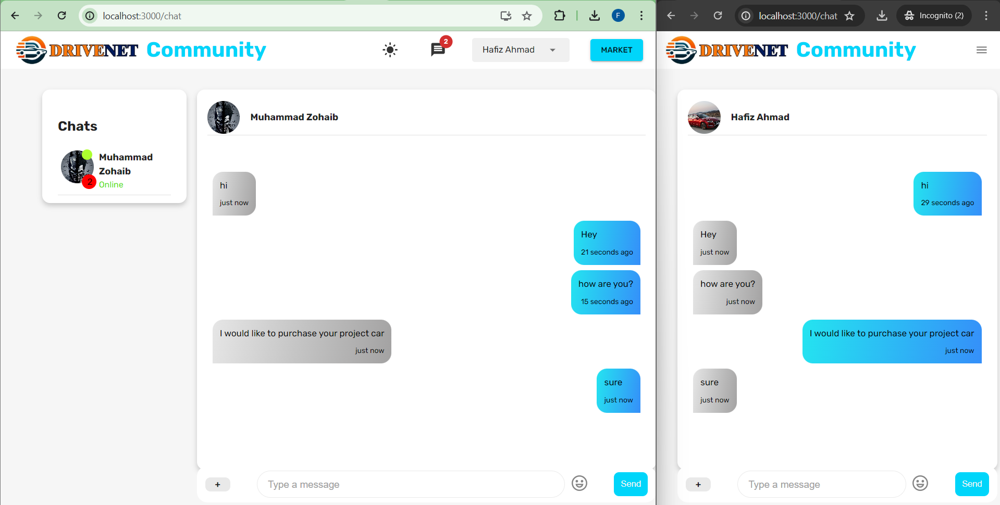 localhost:3000/chat
F
DRIVENET Community
2
Hafiz Ahmad
MARKET
Chats
Muhammad
Zohaib
2
Online
Muhammad Zohaib
hi
just now
Hey
21 seconds ago
how are you?
15 seconds ago
I would like to purchase your project car
just now
sure
just now
+
Type a message
Send
localhost:3000/chat
Incognito (2)
DRIVENET Community
Hafiz Ahmad
hi
29 seconds ago
Hey
just now
how are you?
just now
I would like to purchase your project car
just now
sure
just now
+
Type a message
Send